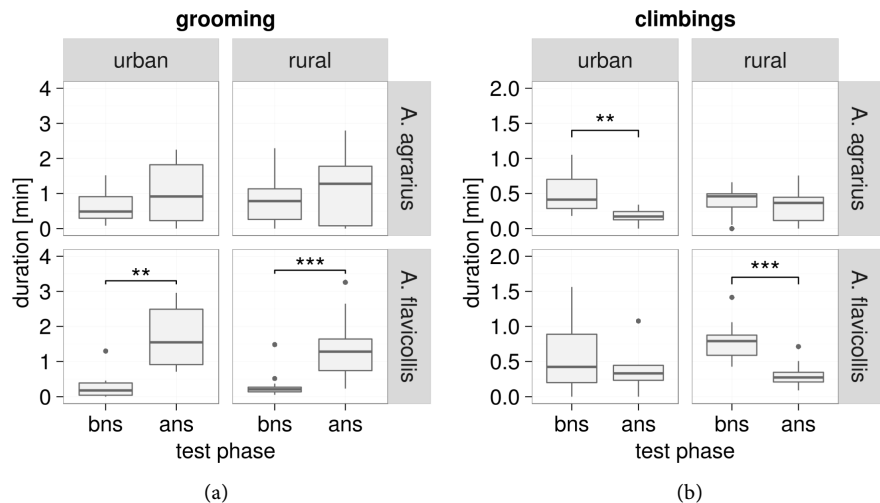 grooming
urban rural
4
3
2
1
0
A. agrarius
**
***
4
3
2
1
0
A. flavicollis
duration [min]
bns ans bns ans
test phase
(a)
climbings
urban rural
2.0
1.5
1.0
0.5
0.0
**
A. agrarius
***
2.0
1.5
1.0
0.5
0.0
A. flavicollis
duration [min]
bns ans bns ans
test phase
(b)